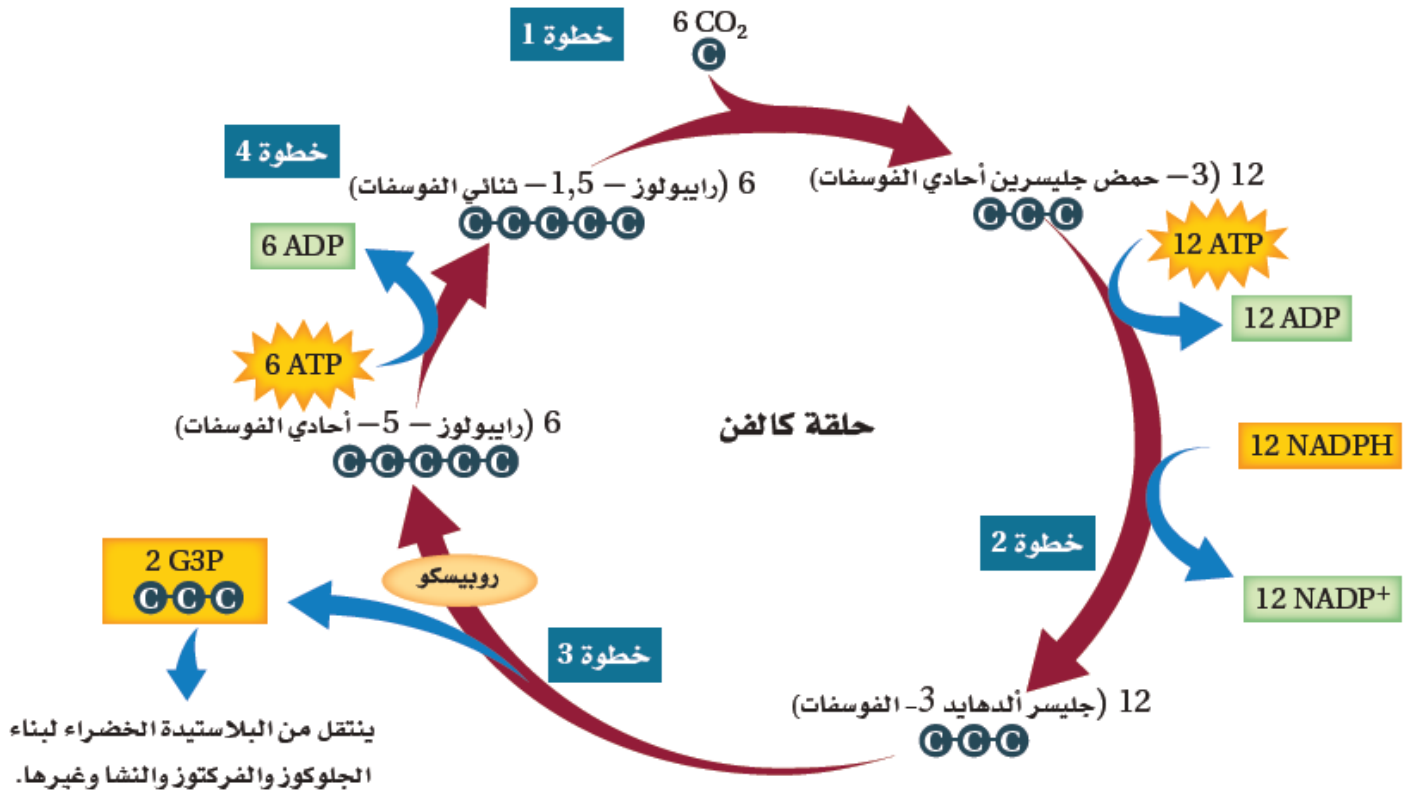 خطوة 1
6 CO₂
C
خطوة 4
6 (رايبولوز – 1,5– ثنائي الفوسفات)
C C C C C
12 (3– حمض جليسرين أحادي الفوسفات)
C C C
12 ATP
12 ADP
6 ADP
6 ATP
6 (رايبولوز – 5– أحادي الفوسفات)
C C C C C
حلقة كالفن
12 NADPH
خطوة 2
12 NADP⁺
2 G3P
C C C
روبيسكو
خطوة 3
12 (جليسر ألدهايد 3– الفوسفات)
C C C
ينتقل من البلاستيدة الخضراء لبناء
الجلوكوز والفركتوز والنشا وغيرها.